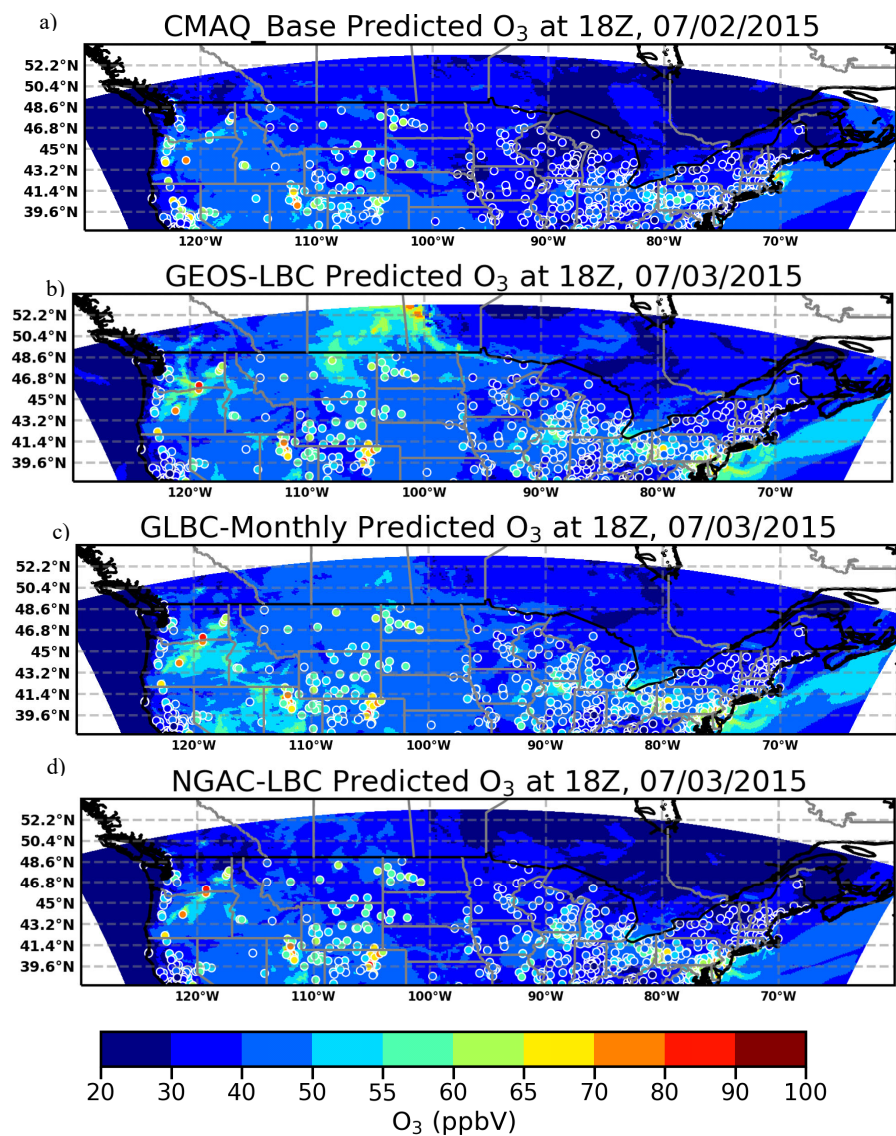 a)
CMAQ_Base Predicted O₃ at 18Z, 07/02/2015
52.2°N
50.4°N
48.6°N
46.8°N
45°N
43.2°N
41.4°N
39.6°N
120°W 110°W 100°W 90°W 80°W 70°W
b)
GEOS-LBC Predicted O₃ at 18Z, 07/03/2015
52.2°N
50.4°N
48.6°N
46.8°N
45°N
43.2°N
41.4°N
39.6°N
120°W 110°W 100°W 90°W 80°W 70°W
c)
GLBC-Monthly Predicted O₃ at 18Z, 07/03/2015
52.2°N
50.4°N
48.6°N
46.8°N
45°N
43.2°N
41.4°N
39.6°N
120°W 110°W 100°W 90°W 80°W 70°W
d)
NGAC-LBC Predicted O₃ at 18Z, 07/03/2015
52.2°N
50.4°N
48.6°N
46.8°N
45°N
43.2°N
41.4°N
39.6°N
120°W 110°W 100°W 90°W 80°W 70°W
20 30 40 50 55 60 65 70 80 90 100
O₃ (ppbV)